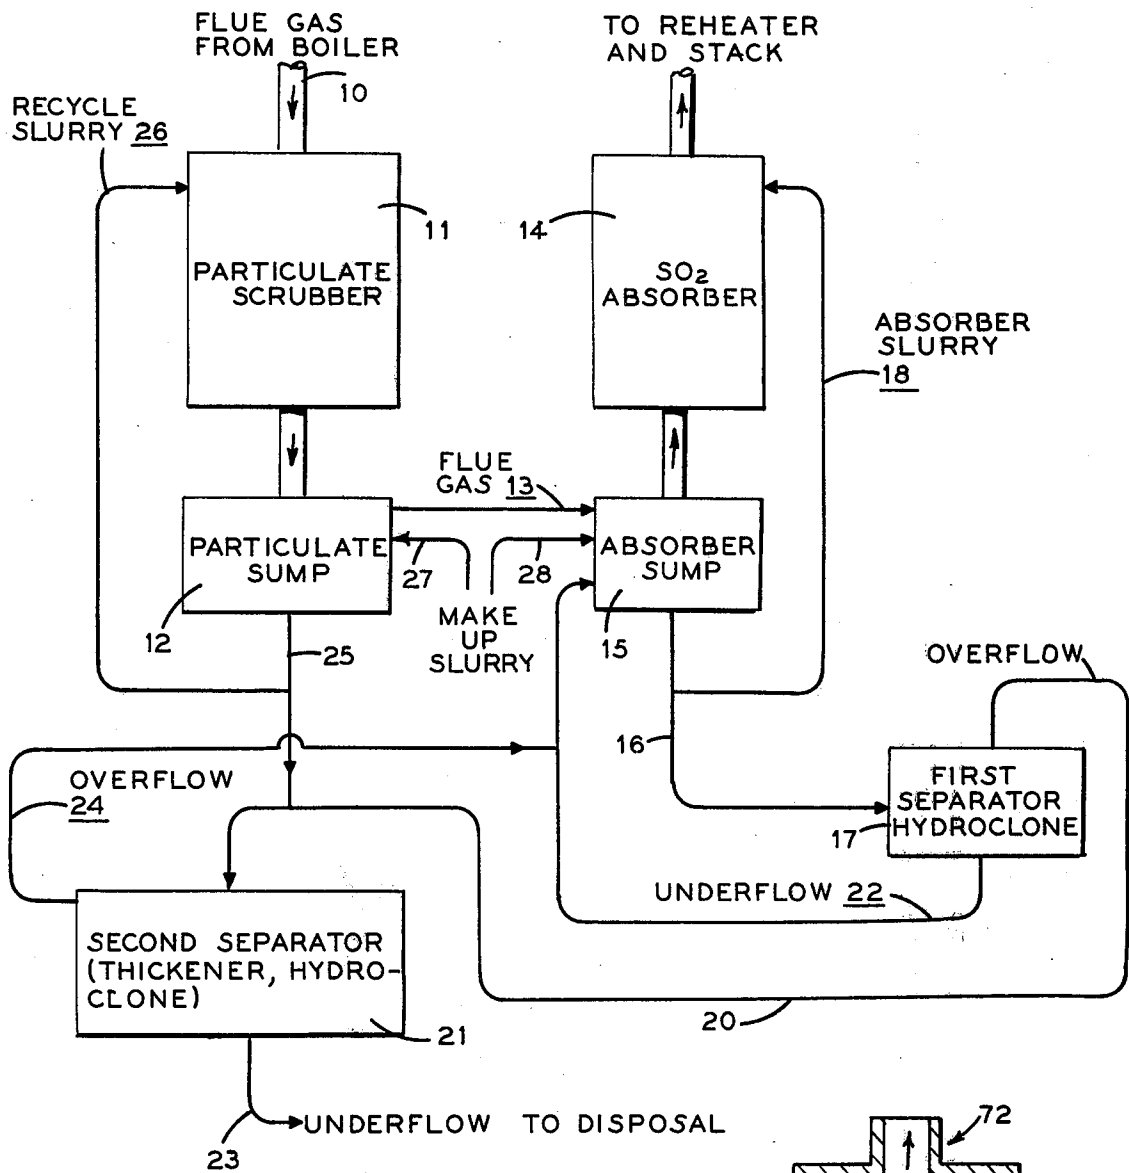 FLUE GAS
FROM BOILER
TO REHEATER
AND STACK
10
RECYCLE
SLURRY 26
11
14
PARTICULATE
SCRUBBER
SO2
ABSORBER
ABSORBER
SLURRY
18
FLUE
GAS 13
PARTICULATE
SUMP
ABSORBER
SUMP
27
28
12
MAKE
UP
SLURRY
15
25
OVERFLOW
16
OVERFLOW
24
FIRST
SEPARATOR
HYDROCLONE
17
UNDERFLOW 22
SECOND SEPARATOR
(THICKENER, HYDRO-
CLONE)
20
21
UNDERFLOW TO DISPOSAL
23
72